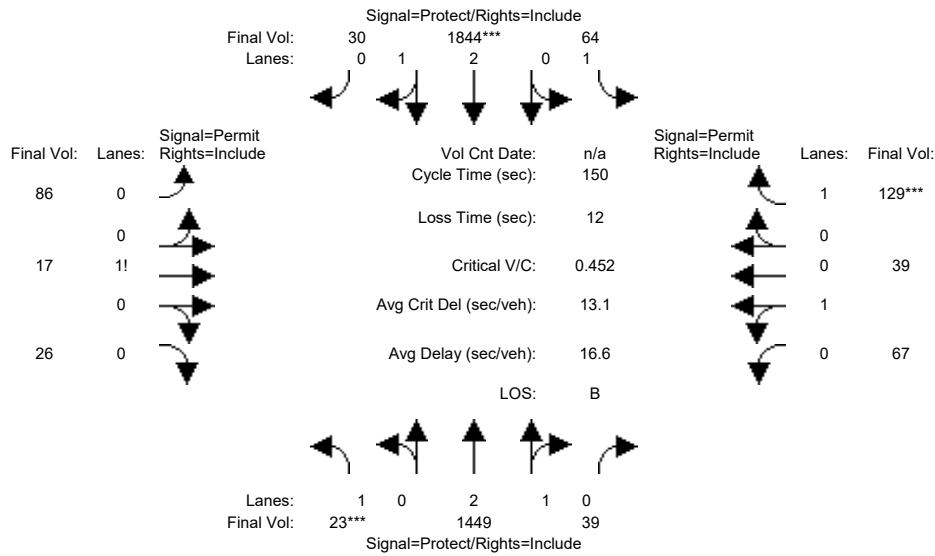 Signal=Protect/Rights=Include
Final Vol: 30 1844*** 64
Lanes: 0 1 2 0 1
Signal=Permit
Final Vol: Lanes: Rights=Include
Vol Cnt Date: n/a
Signal=Permit
Rights=Include Lanes: Final Vol:
Cycle Time (sec): 150
86 0
1 129***
Loss Time (sec): 12
0
0
17 1!
Critical V/C: 0.452
0 39
0
Avg Crit Del (sec/veh): 13.1
1
26 0
Avg Delay (sec/veh): 16.6
0 67
LOS: B
Lanes: 1 0 2 1 0
Final Vol: 23*** 1449 39
Signal=Protect/Rights=Include